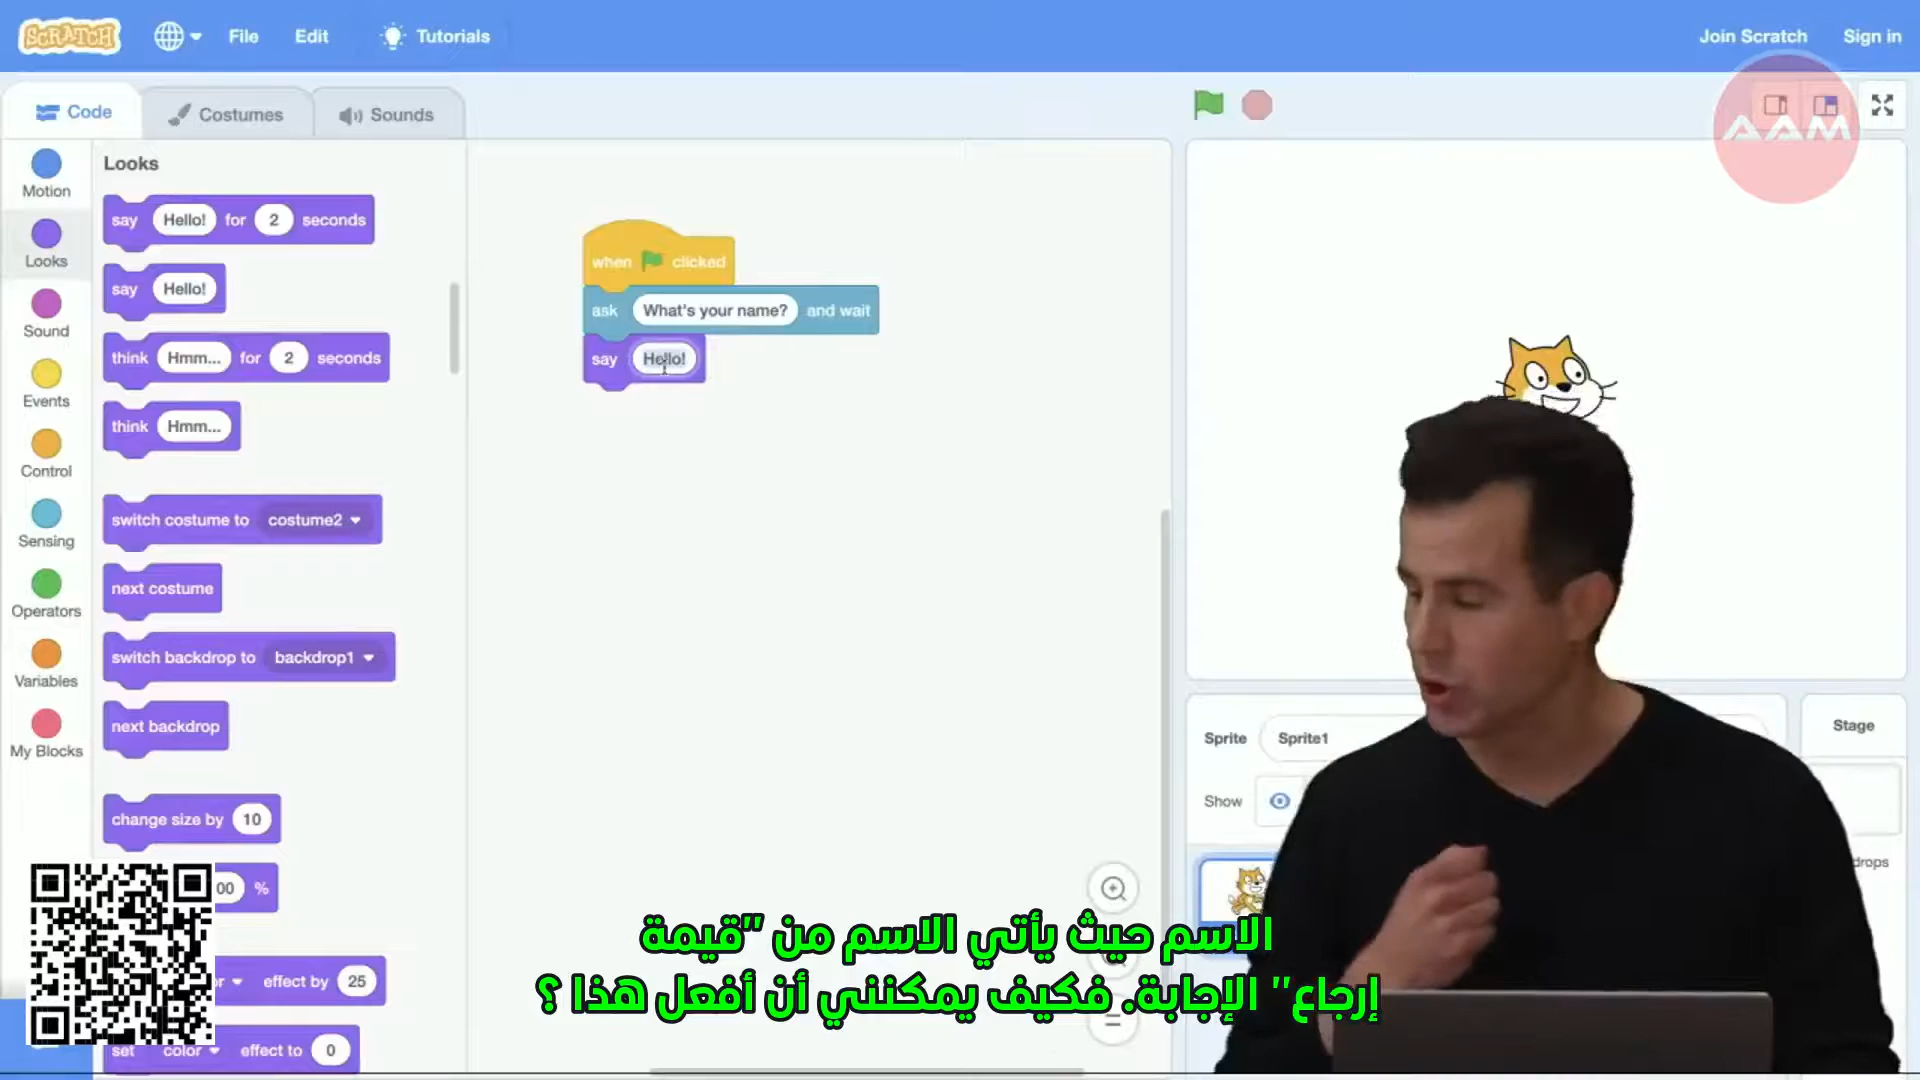 SCRATCH
File
Edit
Tutorials
Join Scratch
Sign in
Code
Costumes
Sounds
AAM
Motion
Looks
Sound
Events
Control
Sensing
Operators
Variables
My Blocks
Looks
say Hello! for 2 seconds
say Hello!
think Hmm... for 2 seconds
think Hmm...
switch costume to costume2
next costume
switch backdrop to backdrop1
next backdrop
change size by 10
00 %
effect by 25
set color effect to 0
when clicked
ask What's your name? and wait
say Hello!
Sprite Sprite1
Show
Stage
drops
الاسم حيث يأتي الاسم من "قيمة
إرجاع" الإجابة. فكيف يمكنني أن أفعل هذا ؟